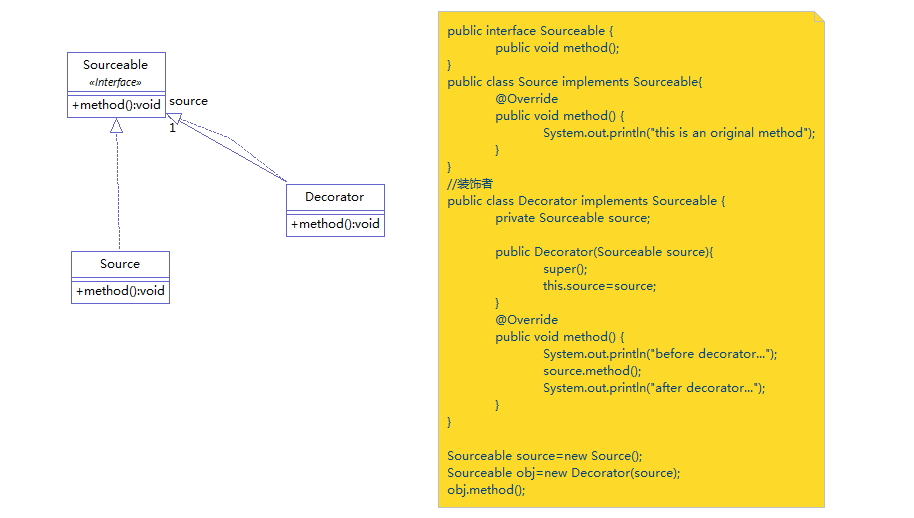 Sourceable
«Interface»
+method():void
source
1
Decorator
+method():void
Source
+method():void
public interface Sourceable {
public void method();
}
public class Source implements Sourceable{
@Override
public void method() {
System.out.println("this is an original method");
}
}
//装饰者
public class Decorator implements Sourceable {
private Sourceable source;
public Decorator(Sourceable source){
super();
this.source=source;
}
@Override
public void method() {
System.out.println("before decorator...");
source.method();
System.out.println("after decorator...");
}
}
Sourceable source=new Source();
Sourceable obj=new Decorator(source);
obj.method();